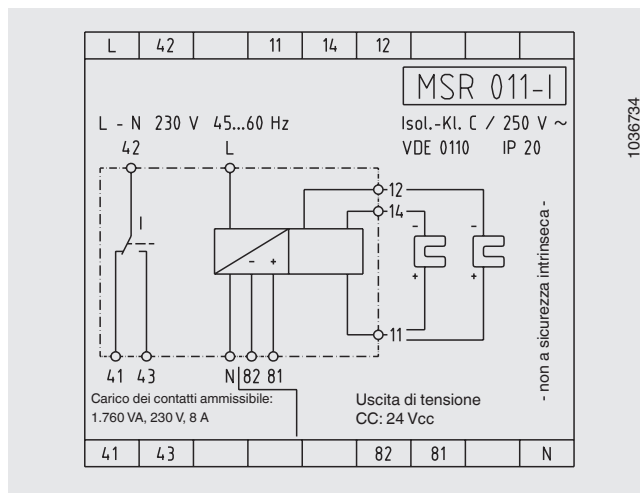 L 42 11 14 12
MSR 011-I
L - N 230 V 45...60 Hz
Isol.-Kl. C / 250 V ~
VDE 0110 IP 20
42 L
12
14
I
- +
- -
+ +
11
41 43 N 82 81
Carico dei contatti ammissibile:
1.760 VA, 230 V, 8 A
Uscita di tensione
CC: 24 Vcc
- non a sicurezza intrinseca -
41 43 82 81 N
1036734